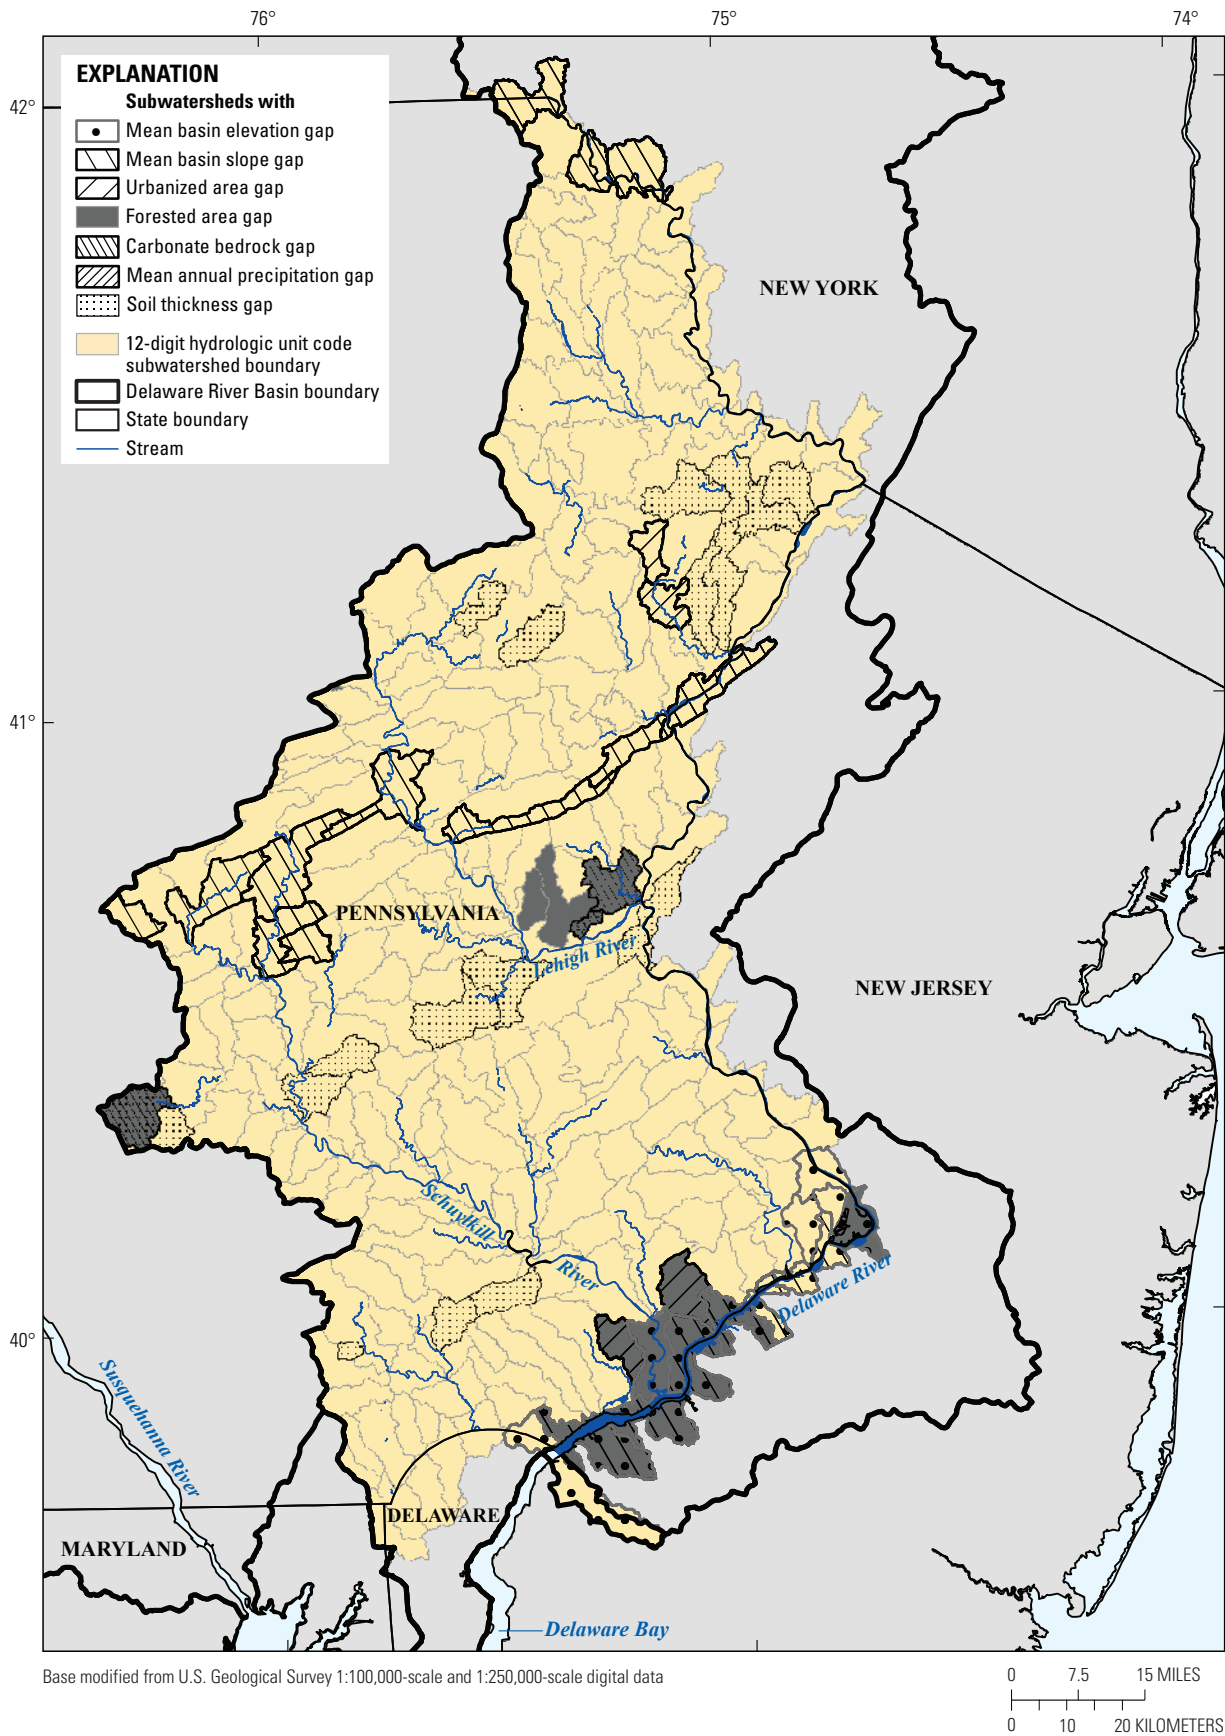 76°
75°
74°
42°
41°
40°
EXPLANATION
Subwatersheds with
Mean basin elevation gap
Mean basin slope gap
Urbanized area gap
Forested area gap
Carbonate bedrock gap
Mean annual precipitation gap
Soil thickness gap
12-digit hydrologic unit code
subwatershed boundary
Delaware River Basin boundary
State boundary
Stream
NEW YORK
PENNSYLVANIA
Lehigh River
NEW JERSEY
Schuylkill
River
Delaware River
Susquehanna River
DELAWARE
MARYLAND
Delaware Bay
Base modified from U.S. Geological Survey 1:100,000-scale and 1:250,000-scale digital data
0 7.5 15 MILES
0 10 20 KILOMETERS